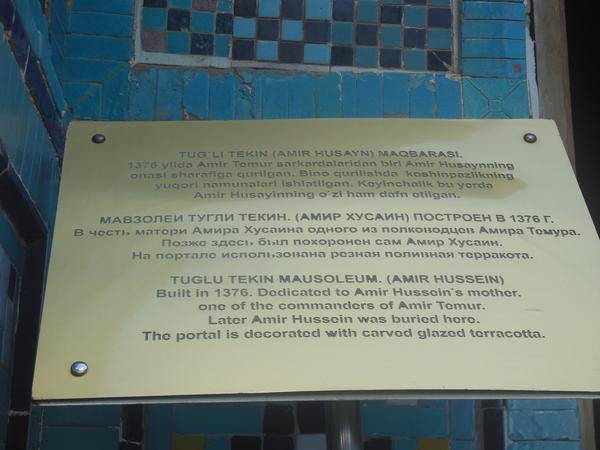 TUG`LI TEKIN (AMIR HUSAYN) MAQBARASI.
1376 yilda Amir Temur sarkardalaridan biri Amir Husaynning
onasi sharafiga qurilgan. Bino qurilishda koshinpazlikning
yuqori namunalari ishlatilgan. Keyinchalik bu yerda
Amir Husayinning o`zi ham dafn etilgan.
МАВЗОЛЕИ ТУГЛИ ТЕКИН. (АМИР ХУСАИН) ПОСТРОЕН В 1376 Г.
В честь матери Амира Хусаина одного из полководцев Амира Темура.
Позже здесь был похоронен сам Амир Хусаин.
На портале использована резная поливная терракота.
TUGLU TEKIN MAUSOLEUM. (AMIR HUSSEIN)
Built in 1376. Dedicated to Amir Hussein's mother.
one of the commanders of Amir Temur.
Later Amir Hussein was buried here.
The portal is decorated with carved glazed terracotta.